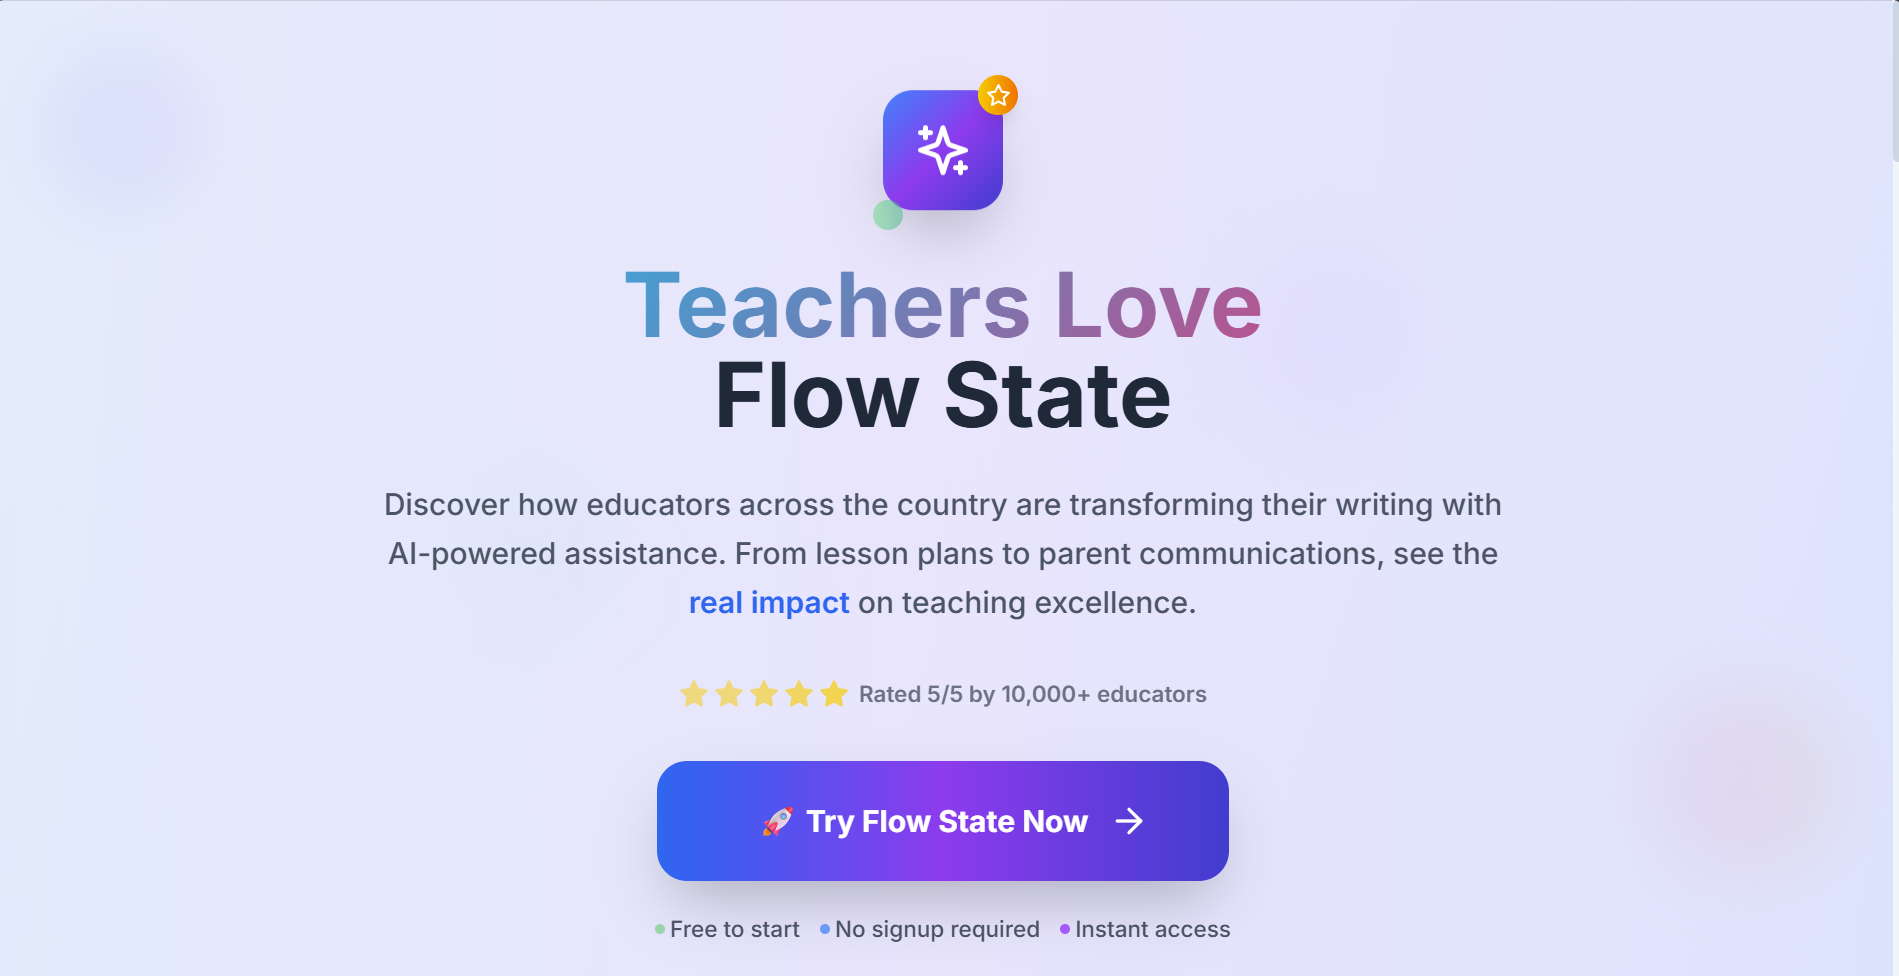 Teachers Love
Flow State
Discover how educators across the country are transforming their writing with
AI-powered assistance. From lesson plans to parent communications, see the
real impact on teaching excellence.
Rated 5/5 by 10,000+ educators
🚀 Try Flow State Now →
Free to start
No signup required
Instant access